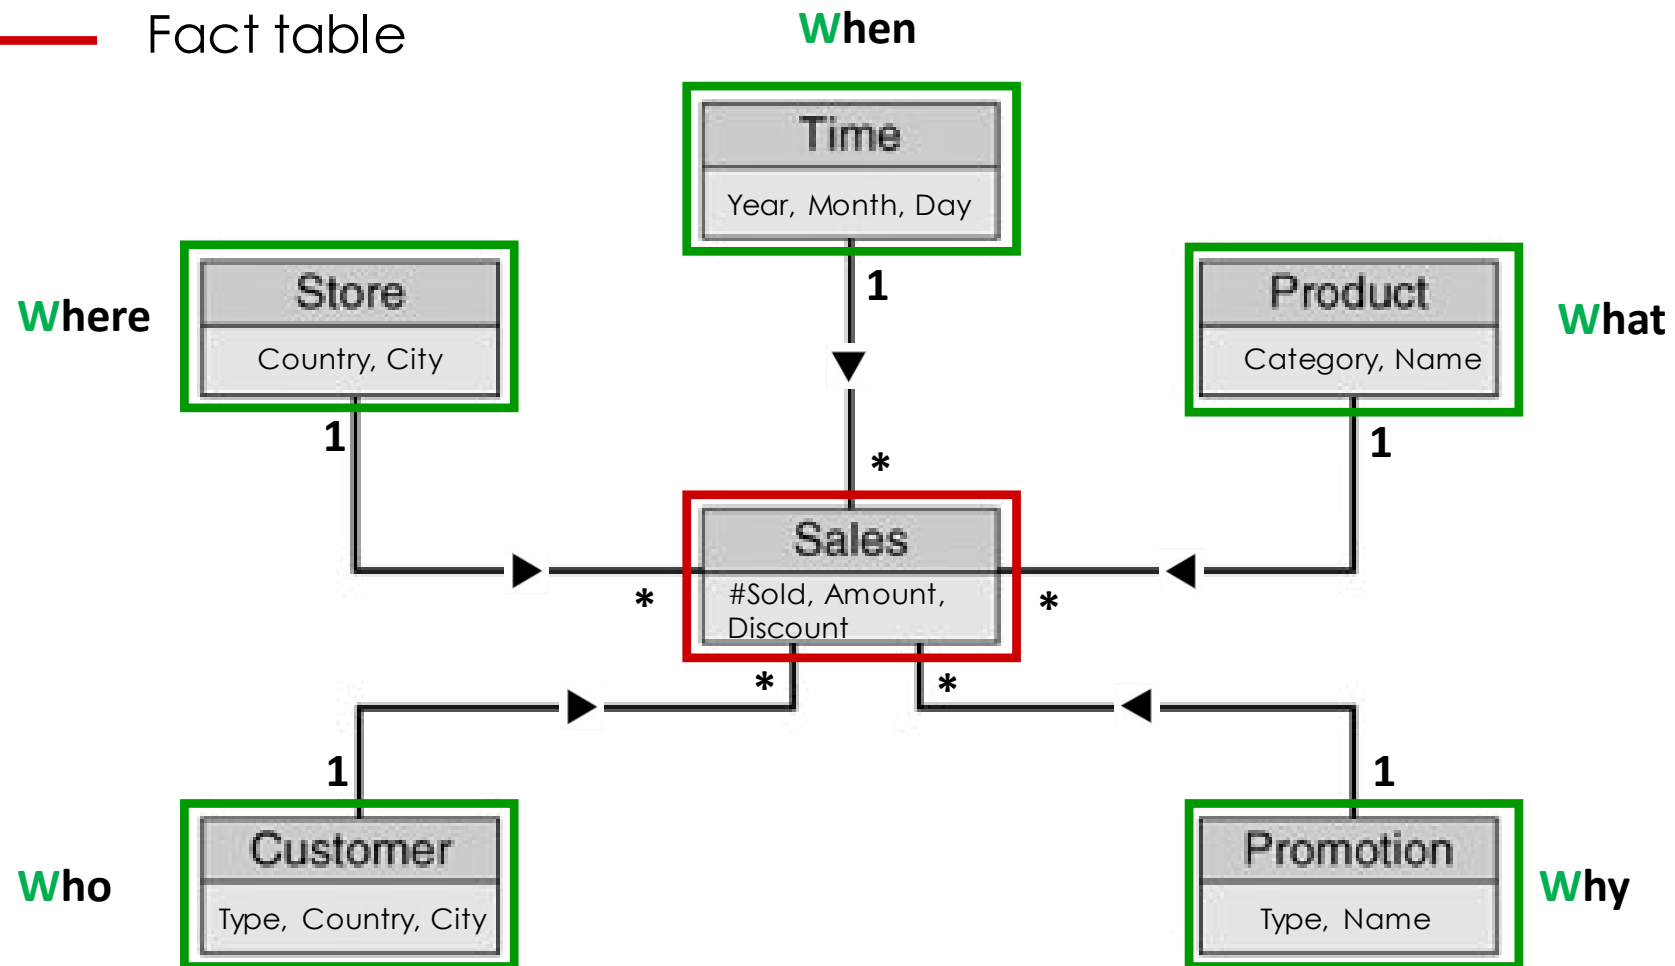 Fact table
When
Time
Year, Month, Day
1
*
Where
Store
Country, City
1
*
Product
Category, Name
What
1
*
Sales
#Sold, Amount,
Discount
*
*
1
1
Who
Customer
Type, Country, City
Promotion
Type, Name
Why